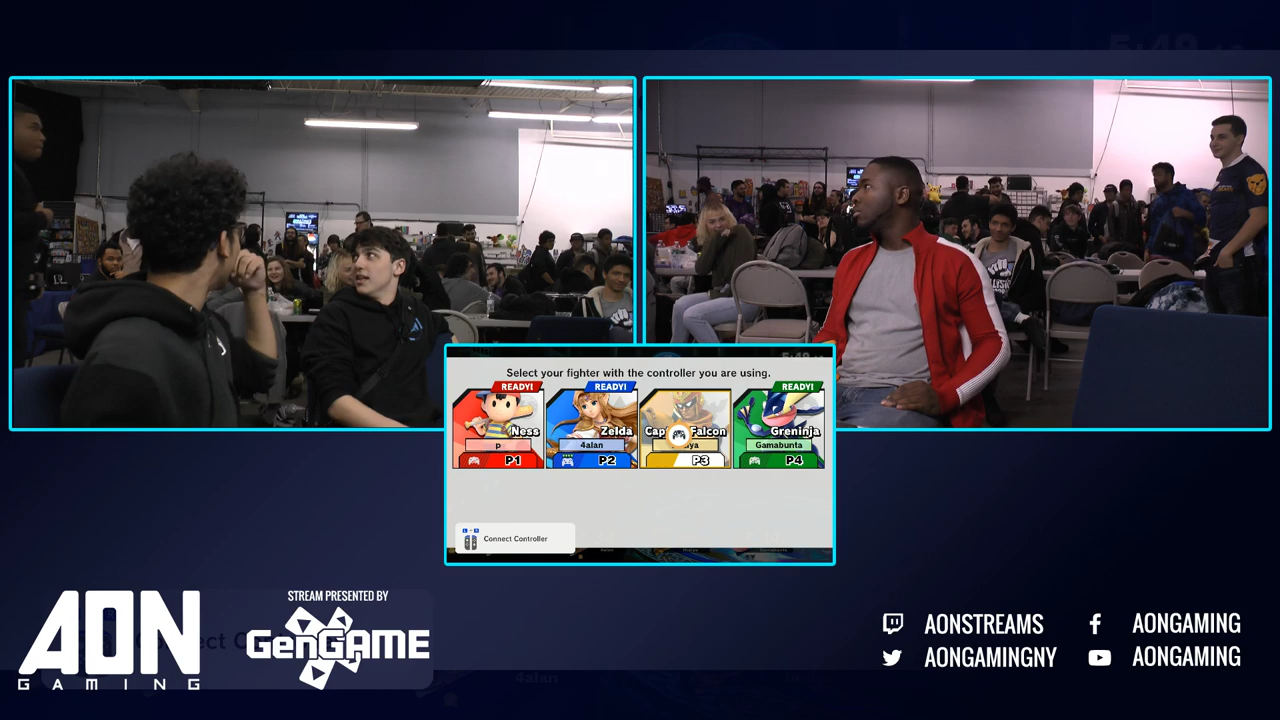 Select your fighter with the controller you are using.
READY!
READY!
READY!
Ness
Zelda
Falcon
Greninja
p
4alan
Gamabunta
P1
P2
P3
P4
Connect Controller
AON
GAMING
STREAM PRESENTED BY
GenGAME
AONSTREAMS
AONGAMING
AONGAMINGNY
AONGAMING
4alan